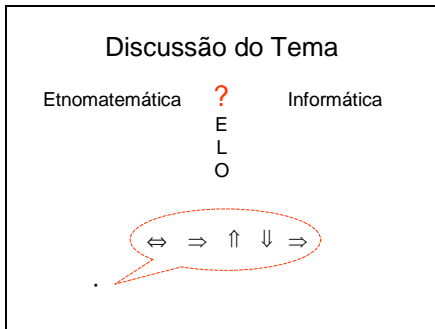 Discussão do Tema
Etnomatemática ? Informática
E
L
O
⇔ ⇒ ⇑ ⇓ ⇒
.